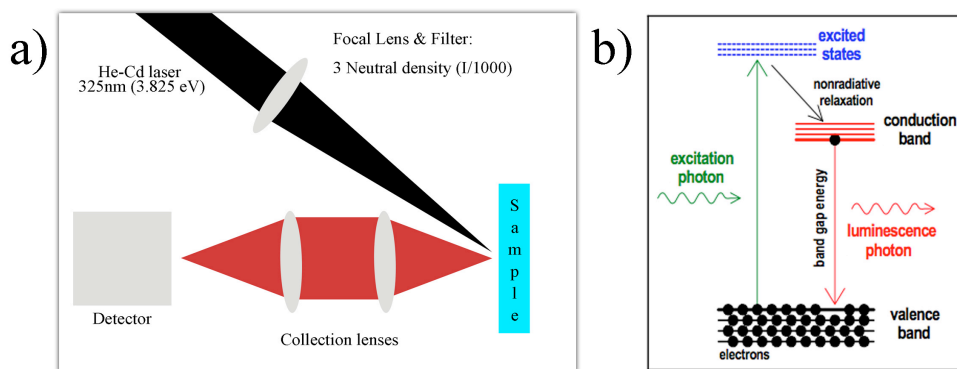 a)
He-Cd laser
325nm (3.825 eV)
Focal Lens & Filter:
3 Neutral density (I/1000)
Sample
Detector
Collection lenses
b)
excited
states
nonradiative
relaxation
conduction
band
excitation
photon
band gap energy
luminescence
photon
valence
band
electrons